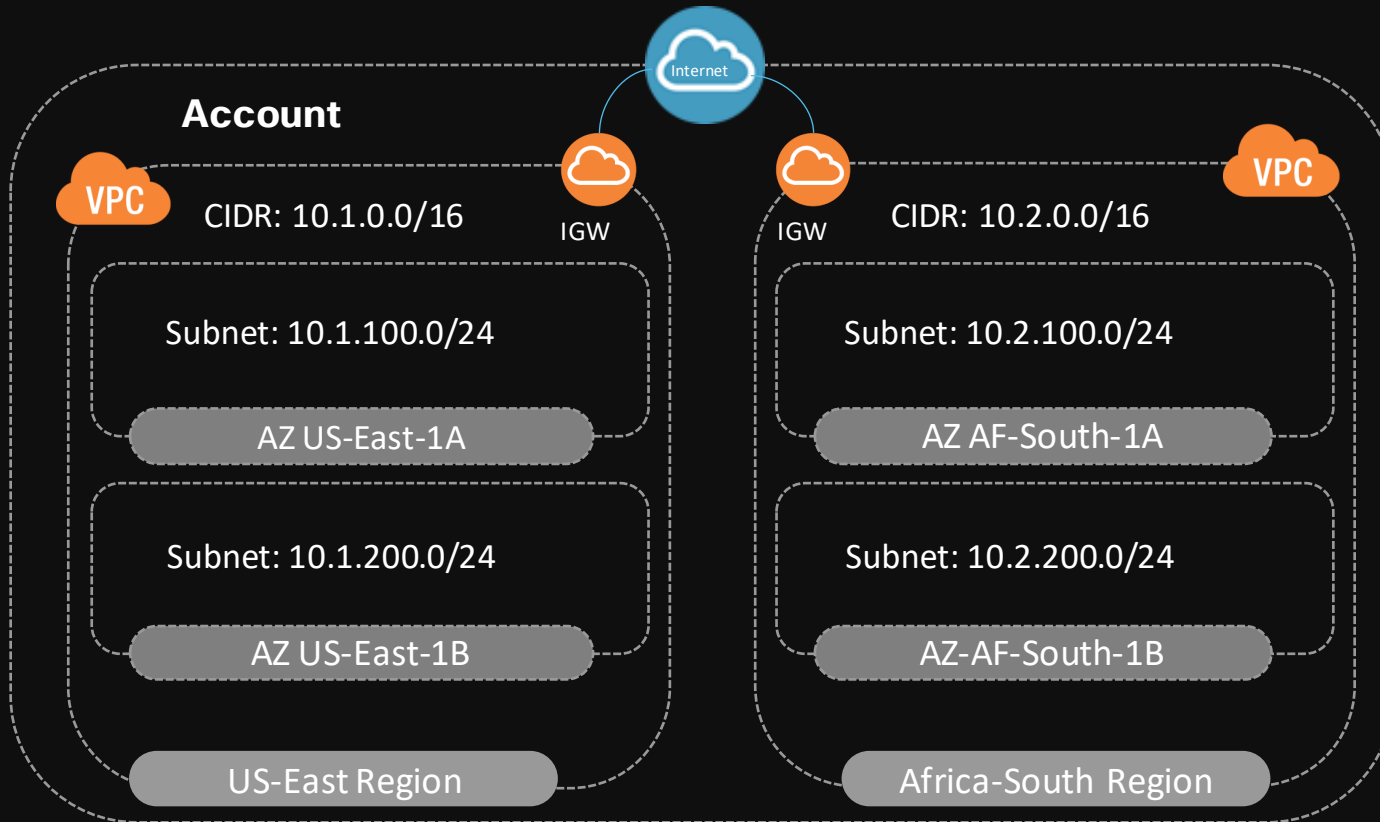 Internet
Account
VPC
CIDR: 10.1.0.0/16
IGW
Subnet: 10.1.100.0/24
AZ US-East-1A
Subnet: 10.1.200.0/24
AZ US-East-1B
US-East Region
VPC
CIDR: 10.2.0.0/16
IGW
Subnet: 10.2.100.0/24
AZ AF-South-1A
Subnet: 10.2.200.0/24
AZ-AF-South-1B
Africa-South Region